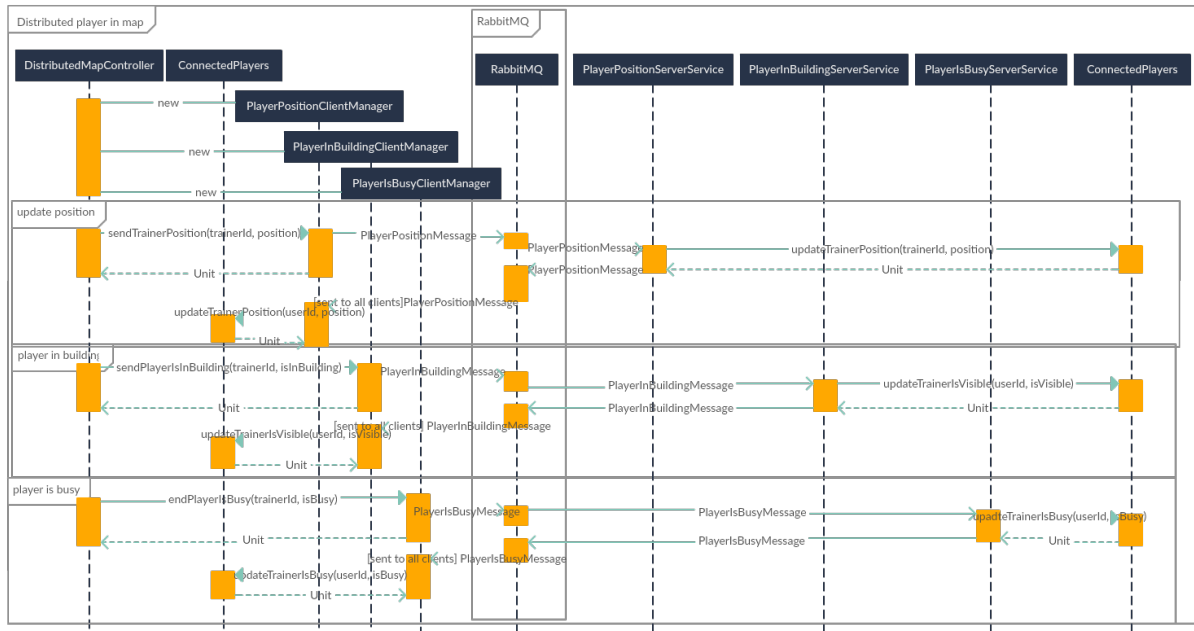 Distributed player in map
RabbitMQ
DistributedMapController
ConnectedPlayers
RabbitMQ
PlayerPositionServerService
PlayerInBuildingServerService
PlayerIsBusyServerService
ConnectedPlayers
new
PlayerPositionClientManager
new
PlayerInBuildingClientManager
new
PlayerIsBusyClientManager
update position
sendTrainerPosition(trainerId, position)
PlayerPositionMessage
PlayerPositionMessage
updateTrainerPosition(trainerId, position)
Unit
PlayerPositionMessage
Unit
[sent to all clients]PlayerPositionMessage
updateTrainerPosition(userId, position)
Unit
player in building
sendPlayerIsInBuilding(trainerId, isInBuilding)
PlayerInBuildingMessage
PlayerInBuildingMessage
updateTrainerIsVisible(userId, isVisible)
Unit
PlayerInBuildingMessage
Unit
[sent to all clients] PlayerInBuildingMessage
updateTrainerIsVisible(userId, isVisible)
Unit
player is busy
endPlayerIsBusy(trainerId, isBusy)
PlayerIsBusyMessage
PlayerIsBusyMessage
upadteTrainerIsBusy(userId, isBusy)
Unit
PlayerIsBusyMessage
Unit
[sent to all clients] PlayerIsBusyMessage
updateTrainerIsBusy(userId, isBusy)
Unit